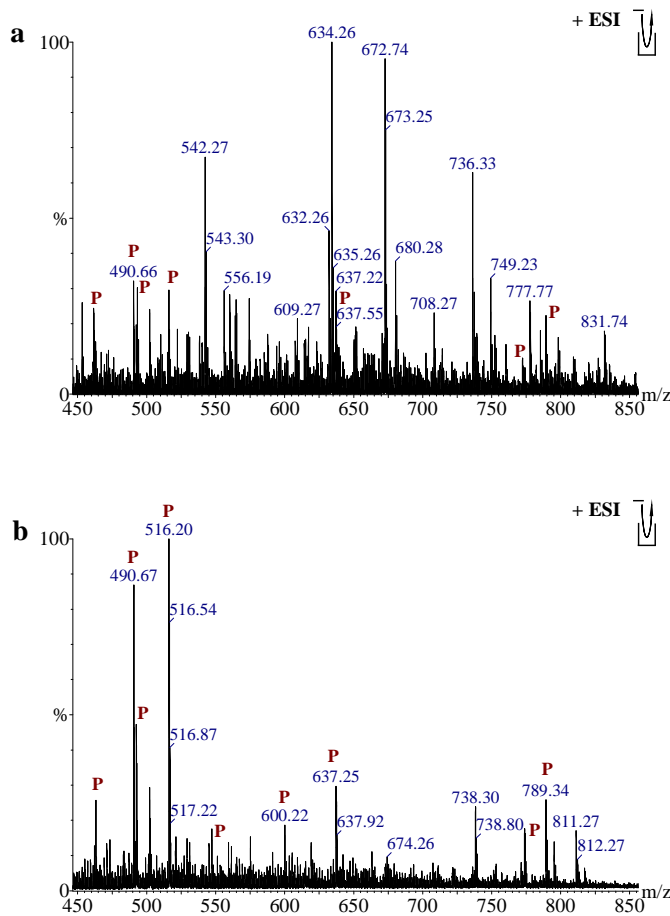 a
+ ESI
100
634.26
672.74
673.25
542.27
736.33
%
632.26
543.30
P
680.28
635.26
749.23
490.66
P
P
P
556.19
637.22
P
777.77
P
609.27
637.55
708.27
831.74
P
0
450 500 550 600 650 700 750 800 850 m/z
b
+ ESI
P
100
516.20
P
490.67
516.54
%
P
516.87
P
P
P
P
637.25
789.34
600.22
738.30
517.22
P
637.92
738.80
P
811.27
674.26
812.27
0
450 500 550 600 650 700 750 800 850 m/z